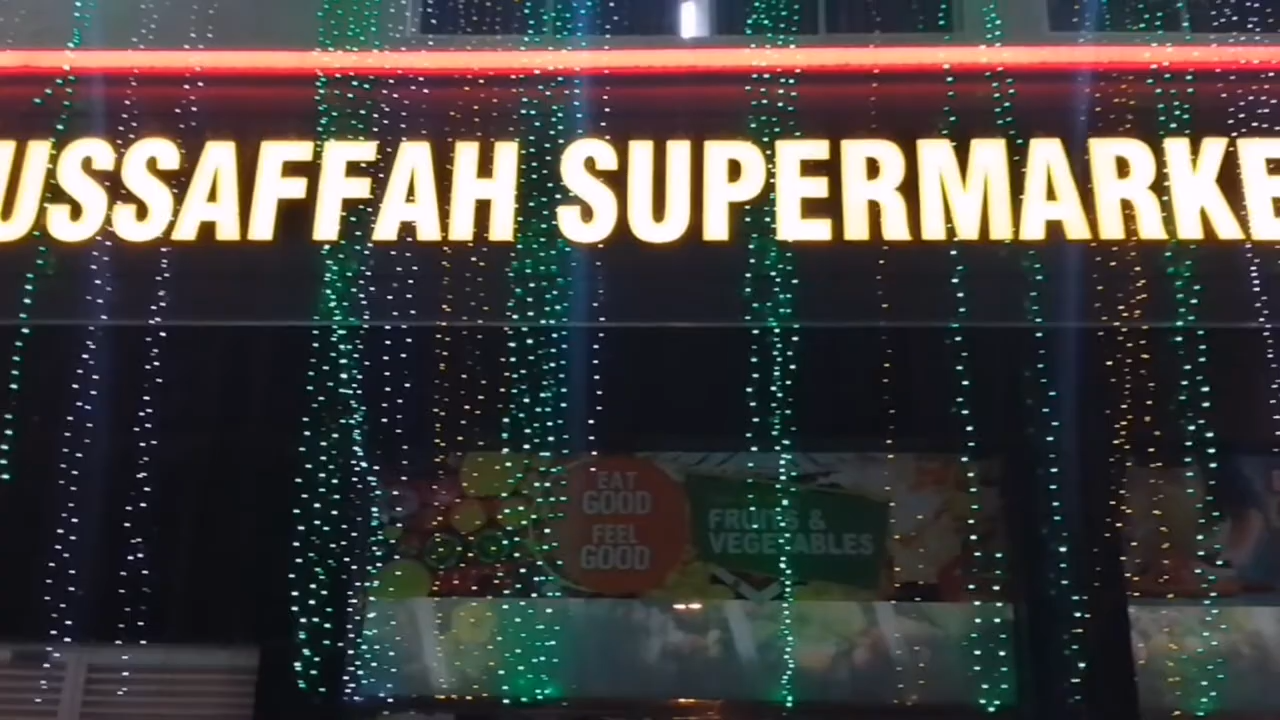 USSAFFAH SUPERMARKE
EAT
GOOD
FEEL
GOOD
FRUITS &
VEGETABLES